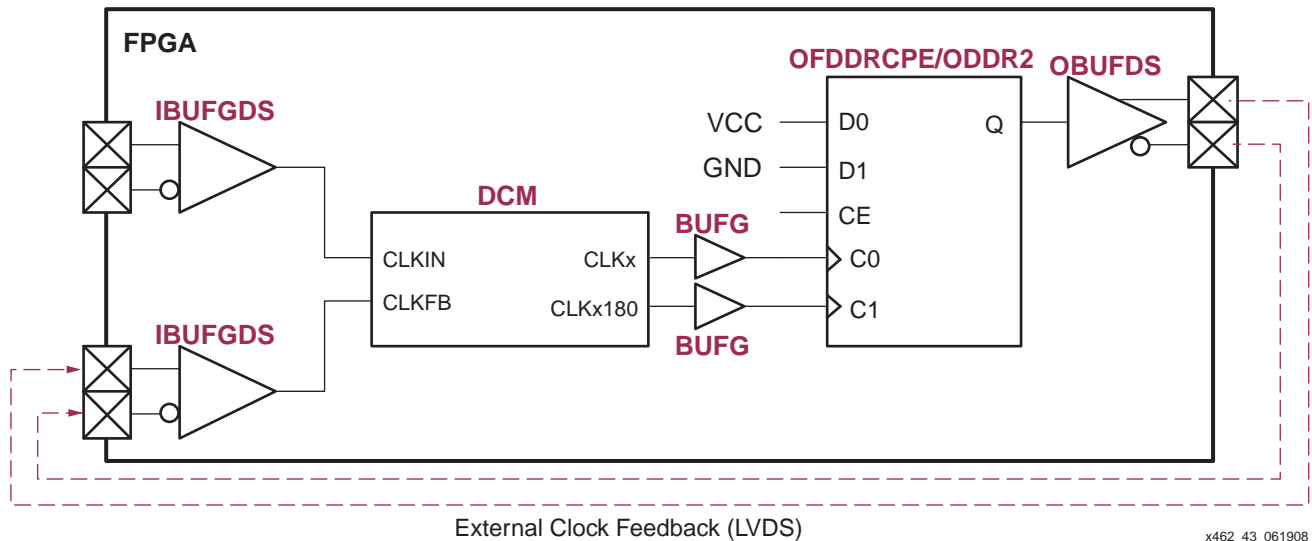 FPGA
OFDDRCPE/ODDR2
OBUFDS
IBUFGDS
VCC
D0
Q
GND
D1
DCM
CE
BUFG
CLKIN
CLKx
C0
CLKFB
CLKx180
C1
IBUFGDS
BUFG
External Clock Feedback (LVDS)
x462_43_061908